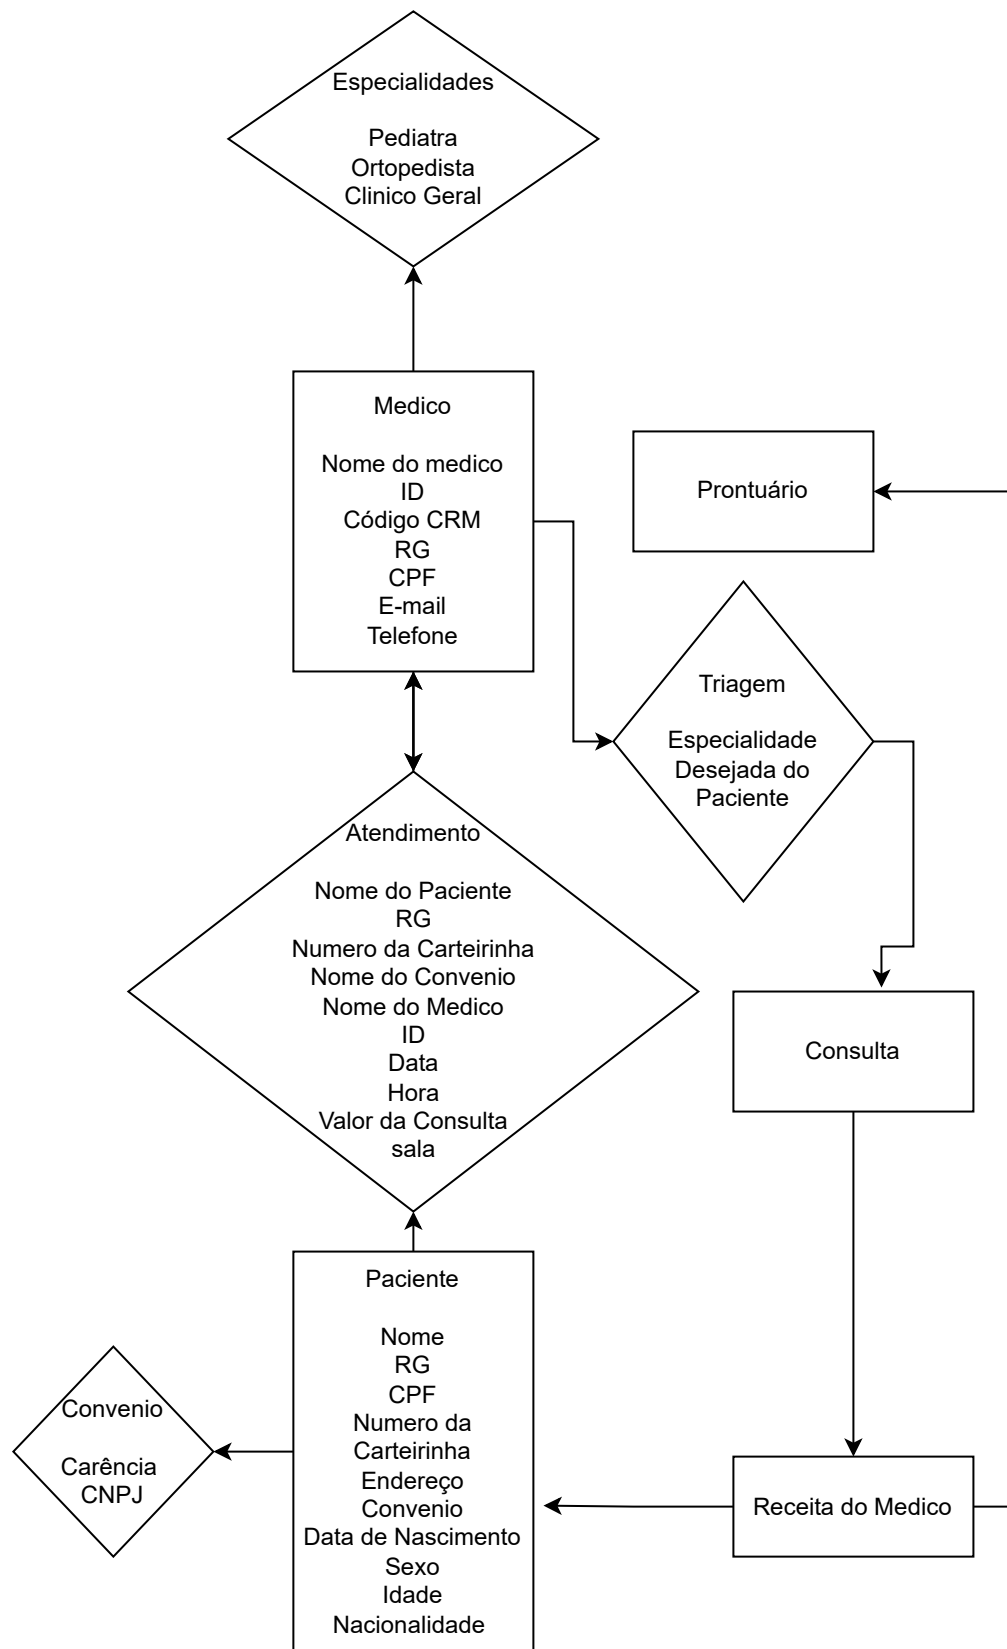 Especialidades
Pediatra
Ortopedista
Clinico Geral
Medico
Nome do medico
ID
Código CRM
RG
CPF
E-mail
Telefone
Prontuário
Triagem
Especialidade
Desejada do
Paciente
Atendimento
Nome do Paciente
RG
Numero da Carteirinha
Nome do Convenio
Nome do Medico
ID
Data
Hora
Valor da Consulta
sala
Consulta
Paciente
Nome
RG
CPF
Numero da
Carteirinha
Endereço
Convenio
Data de Nascimento
Sexo
Idade
Nacionalidade
Convenio
Carência
CNPJ
Receita do Medico